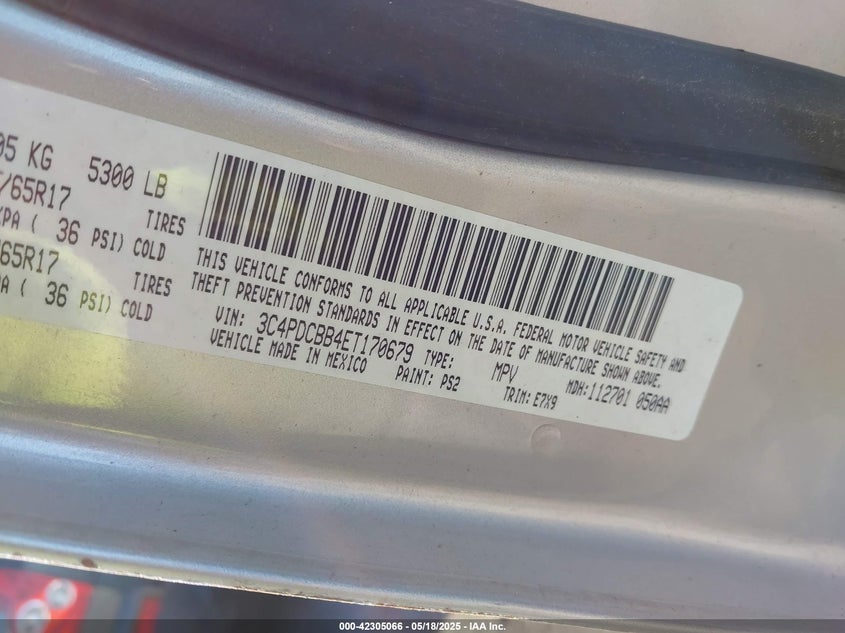 05 KG 5300 LB
/65R17 TIRES
KPA ( 36 PSI) COLD
65R17 TIRES
A ( 36 PSI) COLD
THIS VEHICLE CONFORMS TO ALL APPLICABLE U.S.A. FEDERAL MOTOR VEHICLE SAFETY AND
THEFT PREVENTION STANDARDS IN EFFECT ON THE DATE OF MANUFACTURE SHOWN ABOVE.
VIN: 3C4PDCBB4ET170679 TYPE: MPV MDH: 112701 050AA
VEHICLE MADE IN MEXICO PAINT: PS2 TRIM: E7X9
000-42305066 - 05/18/2025 - IAA Inc.